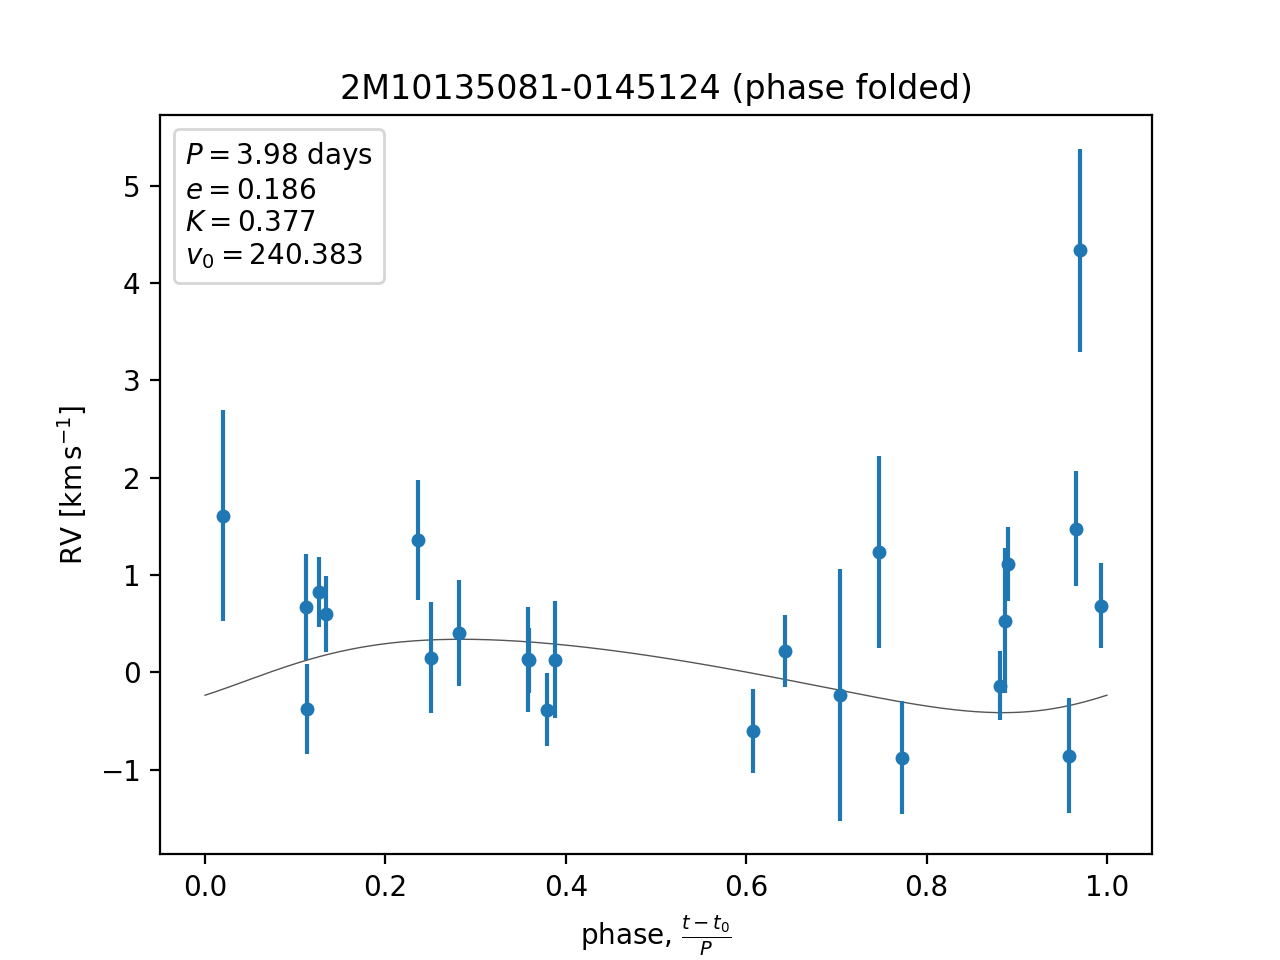 2M10135081-0145124 (phase folded)
P = 3.98 days
e = 0.186
K = 0.377
v₀ = 240.383
5
4
3
2
1
0
−1
RV [km s⁻¹]
0.0 0.2 0.4 0.6 0.8 1.0
phase, (t − t₀)/P